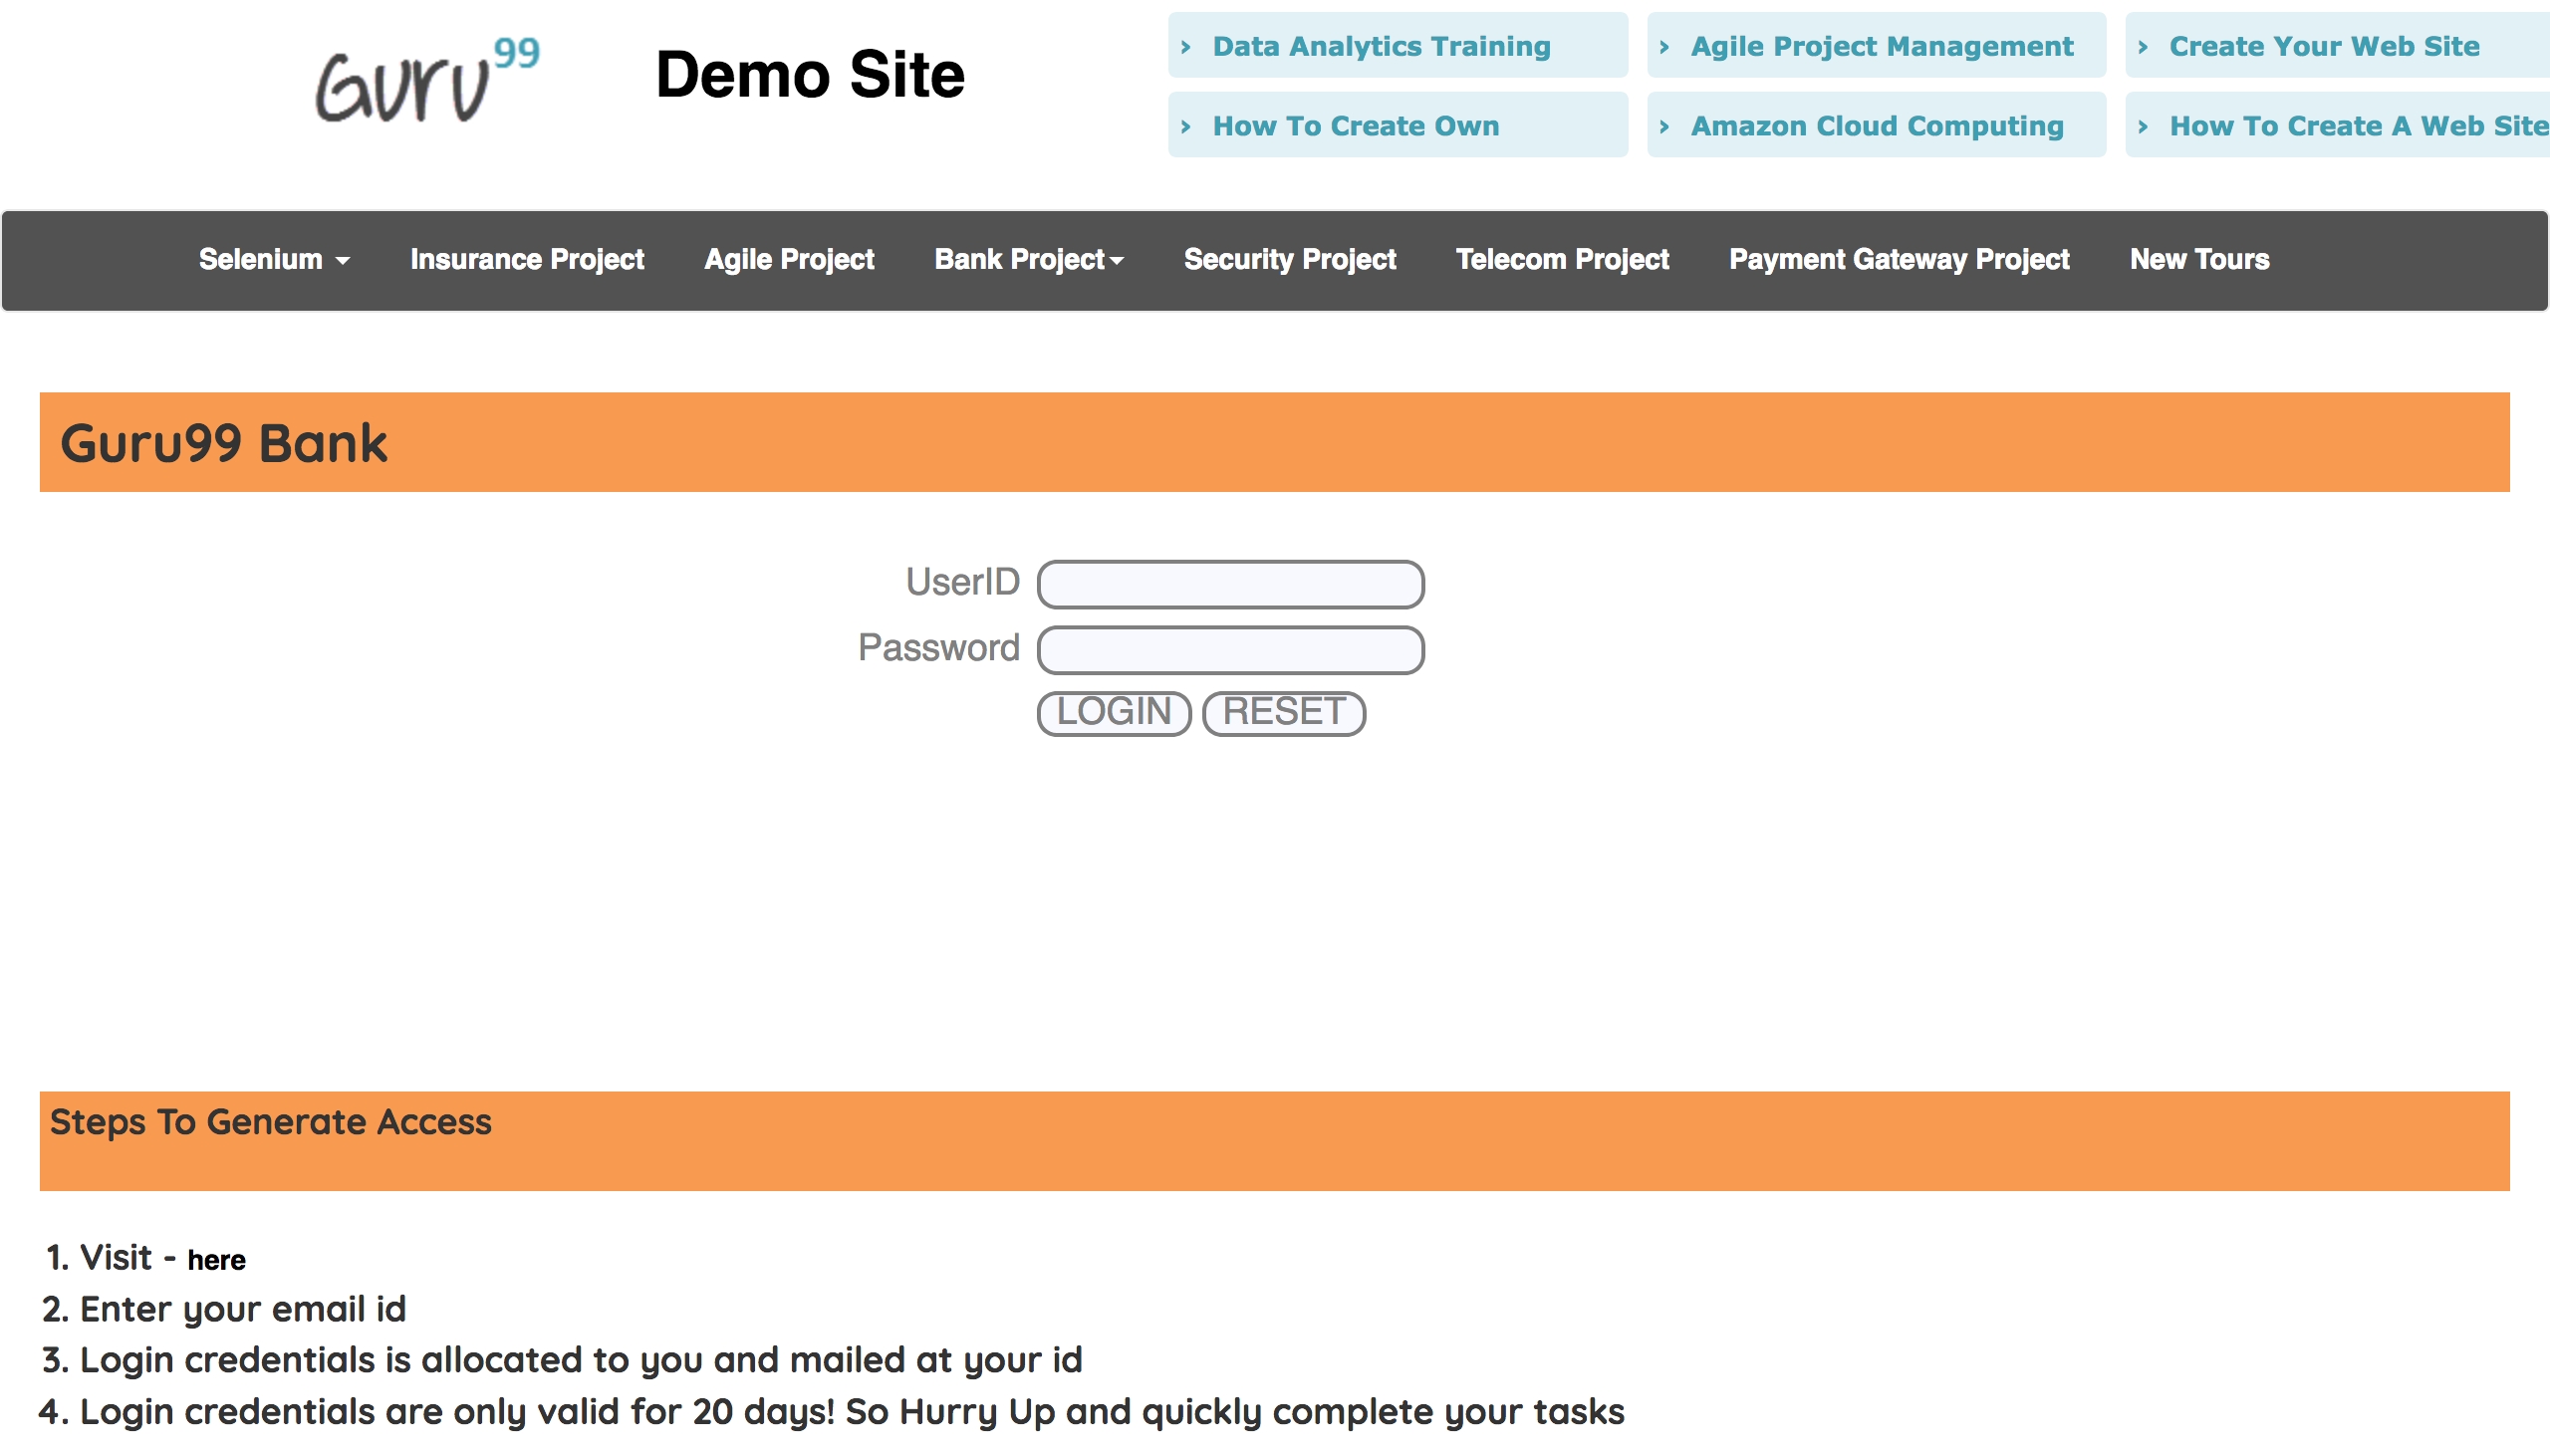 Guru99 Demo Site
› Data Analytics Training › Agile Project Management › Create Your Web Site
› How To Create Own › Amazon Cloud Computing › How To Create A Web Site
Selenium Insurance Project Agile Project Bank Project Security Project Telecom Project Payment Gateway Project New Tours
Guru99 Bank
UserID
Password
LOGIN RESET
Steps To Generate Access
1. Visit - here
2. Enter your email id
3. Login credentials is allocated to you and mailed at your id
4. Login credentials are only valid for 20 days! So Hurry Up and quickly complete your tasks